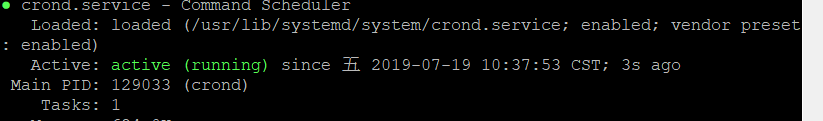 ● crond.service - Command Scheduler
Loaded: loaded (/usr/lib/systemd/system/crond.service; enabled; vendor preset
: enabled)
Active: active (running) since 五 2019-07-19 10:37:53 CST; 3s ago
Main PID: 129033 (crond)
Tasks: 1